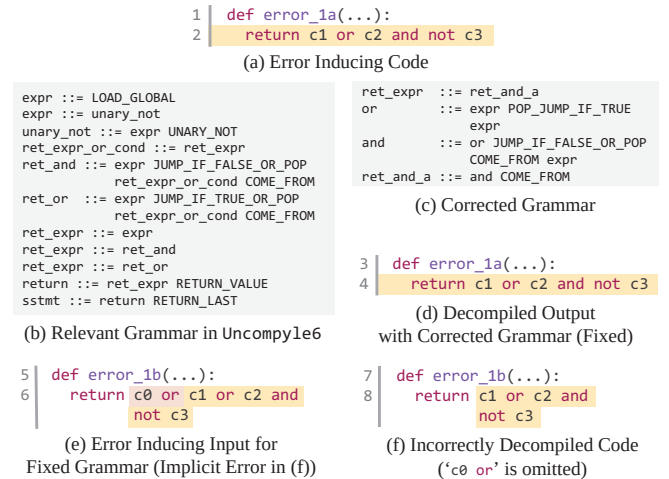 1 def error_1a(...):
2 return c1 or c2 and not c3
(a) Error Inducing Code
expr ::= LOAD_GLOBAL
expr ::= unary_not
unary_not ::= expr UNARY_NOT
ret_expr_or_cond ::= ret_expr
ret_and ::= expr JUMP_IF_FALSE_OR_POP
ret_expr_or_cond COME_FROM
ret_or ::= expr JUMP_IF_TRUE_OR_POP
ret_expr_or_cond COME_FROM
ret_expr ::= expr
ret_expr ::= ret_and
ret_expr ::= ret_or
return ::= ret_expr RETURN_VALUE
sstmt ::= return RETURN_LAST
(b) Relevant Grammar in Uncompyle6
ret_expr ::= ret_and_a
or ::= expr POP_JUMP_IF_TRUE
expr
and ::= or JUMP_IF_FALSE_OR_POP
COME_FROM expr
ret_and_a ::= and COME_FROM
(c) Corrected Grammar
3 def error_1a(...):
4 return c1 or c2 and not c3
(d) Decompiled Output
with Corrected Grammar (Fixed)
5 def error_1b(...):
6 return c0 or c1 or c2 and
not c3
(e) Error Inducing Input for
Fixed Grammar (Implicit Error in (f))
7 def error_1b(...):
8 return c1 or c2 and
not c3
(f) Incorrectly Decompiled Code
(‘c0 or’ is omitted)